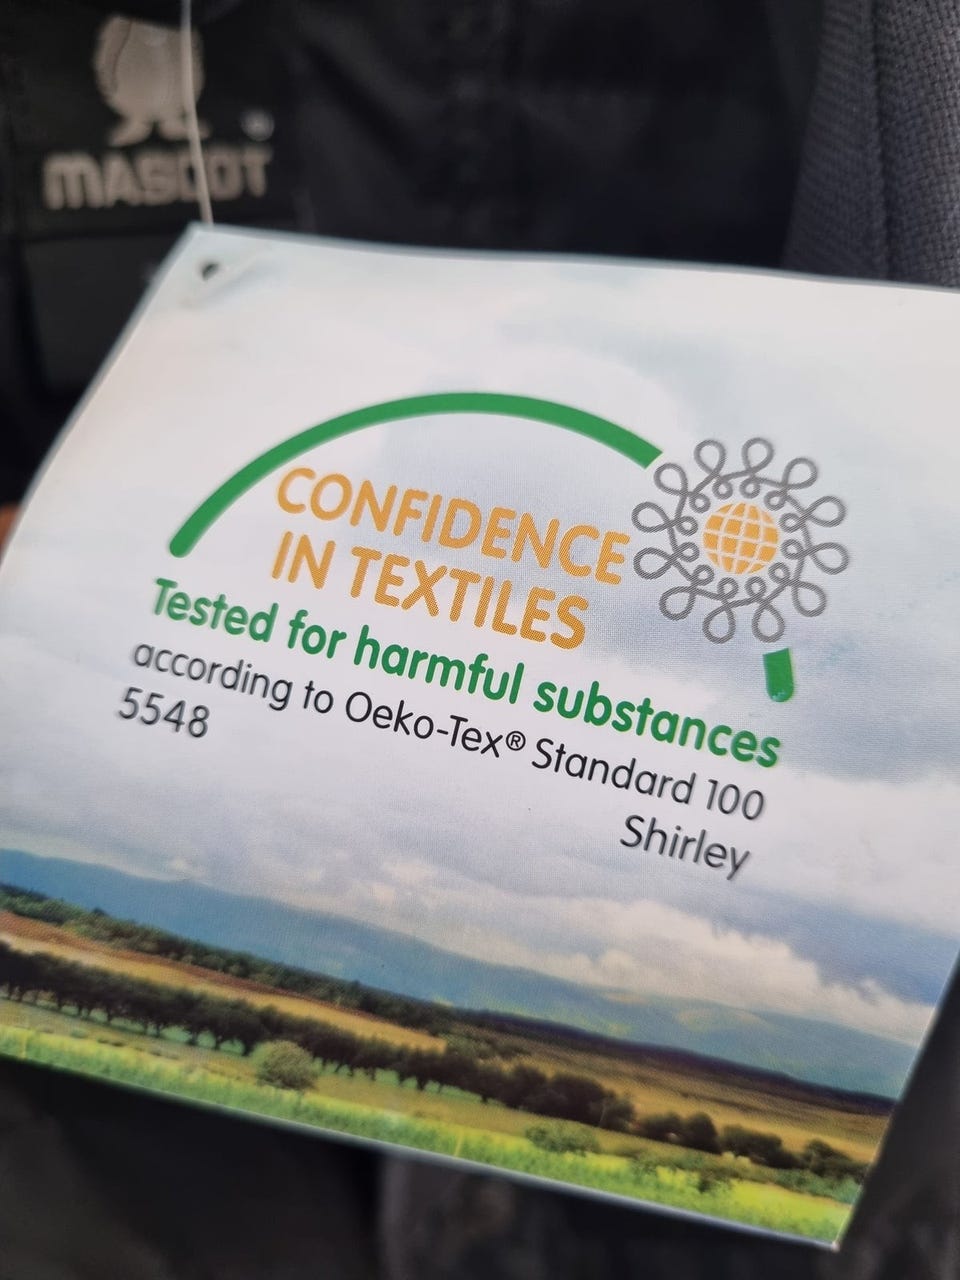 MASCOT
CONFIDENCE
IN TEXTILES
Tested for harmful substances
according to Oeko-Tex® Standard 100
5548
Shirley